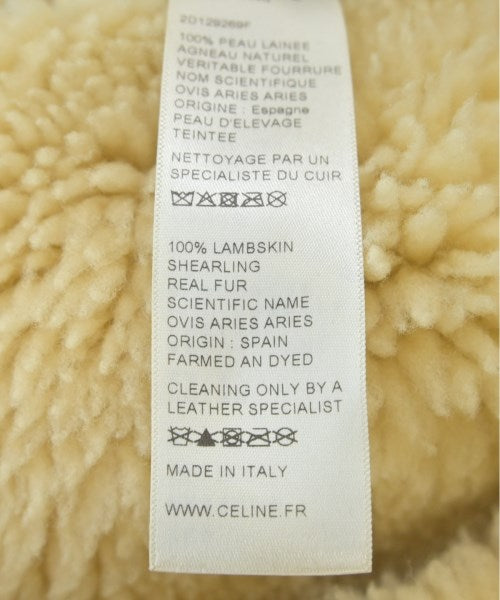 2D129269F
100% PEAU LAINEE
AGNEAU NATUREL
VERITABLE FOURRURE
NOM SCIENTIFIQUE
OVIS ARIES ARIES
ORIGINE : Espagne
PEAU D'ELEVAGE
TEINTEE
NETTOYAGE PAR UN
SPECIALISTE DU CUIR
100% LAMBSKIN
SHEARLING
REAL FUR
SCIENTIFIC NAME
OVIS ARIES ARIES
ORIGIN : SPAIN
FARMED AN DYED
CLEANING ONLY BY A
LEATHER SPECIALIST
MADE IN ITALY
WWW.CELINE.FR